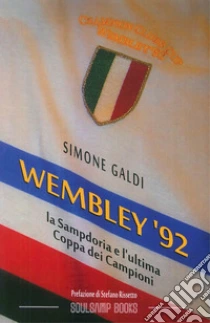 SIMONE GALDI
WEMBLEY '92
la Sampdoria e l'ultima
Coppa dei Campioni
Prefazione di Stefano Rissetto
SOULSAMP BOOKS